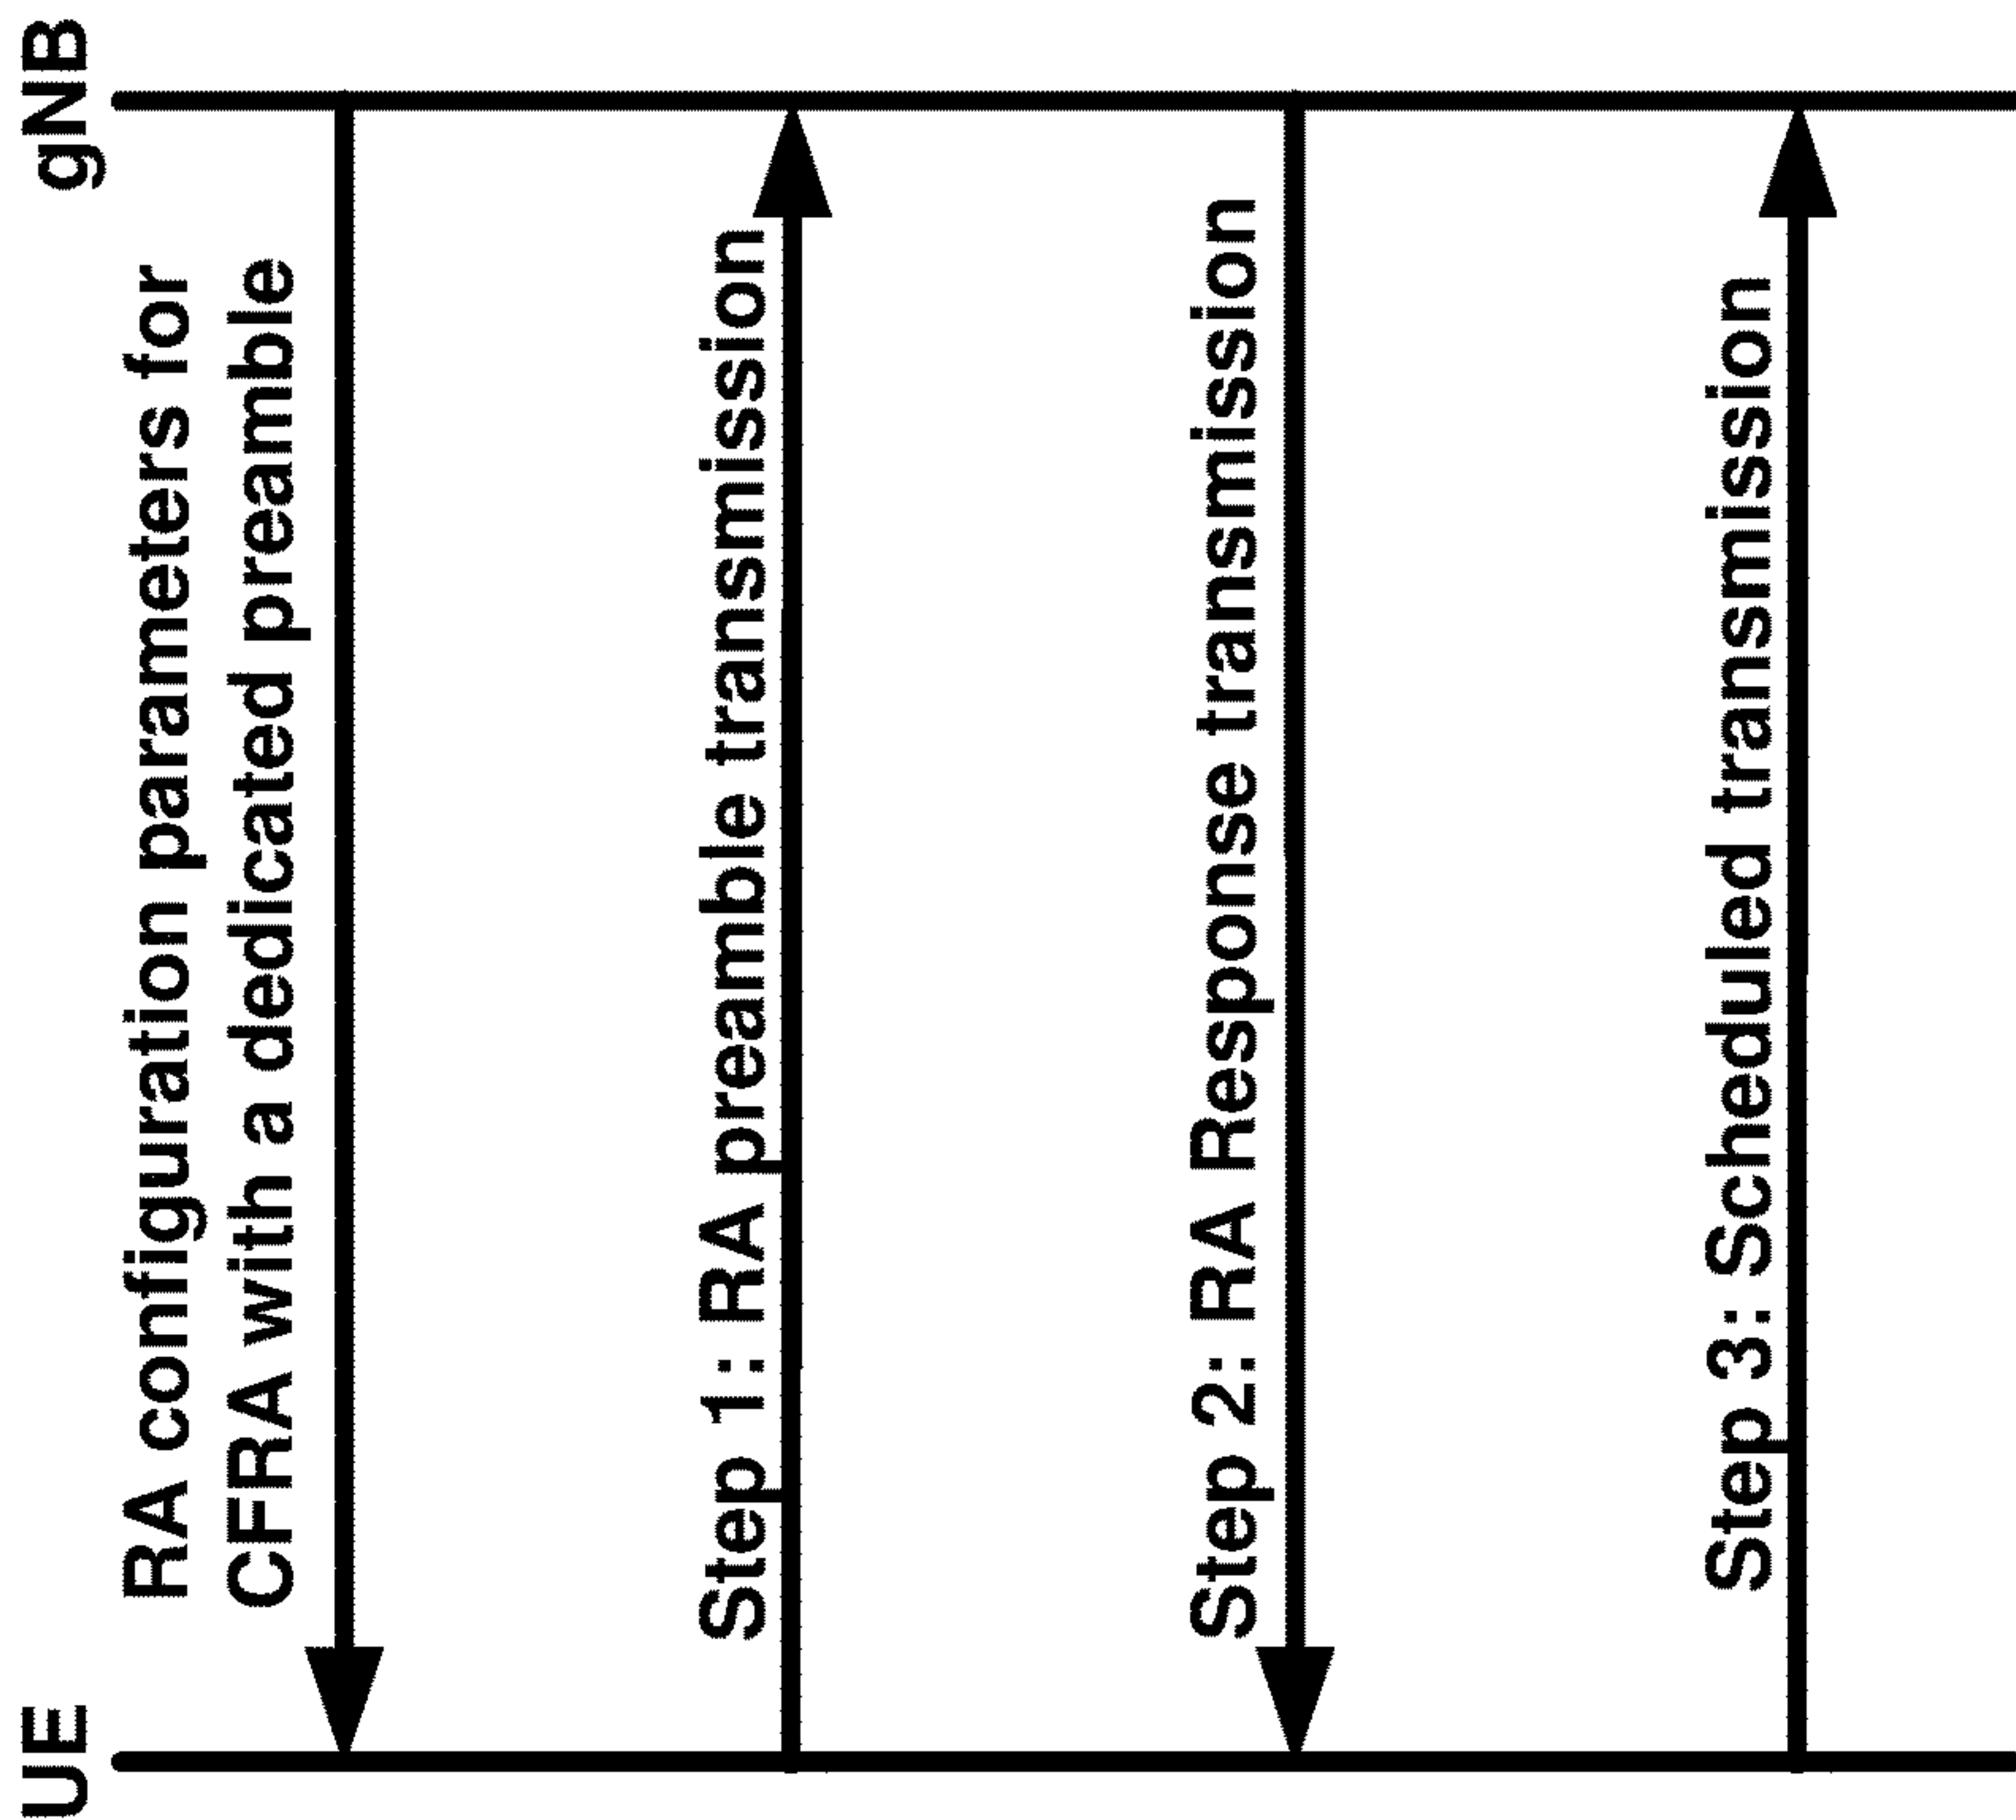 UE
gNB
RA configuration parameters for
CFRA with a dedicated preamble
Step 1: RA preamble transmission
Step 2: RA Response transmission
Step 3: Scheduled transmission